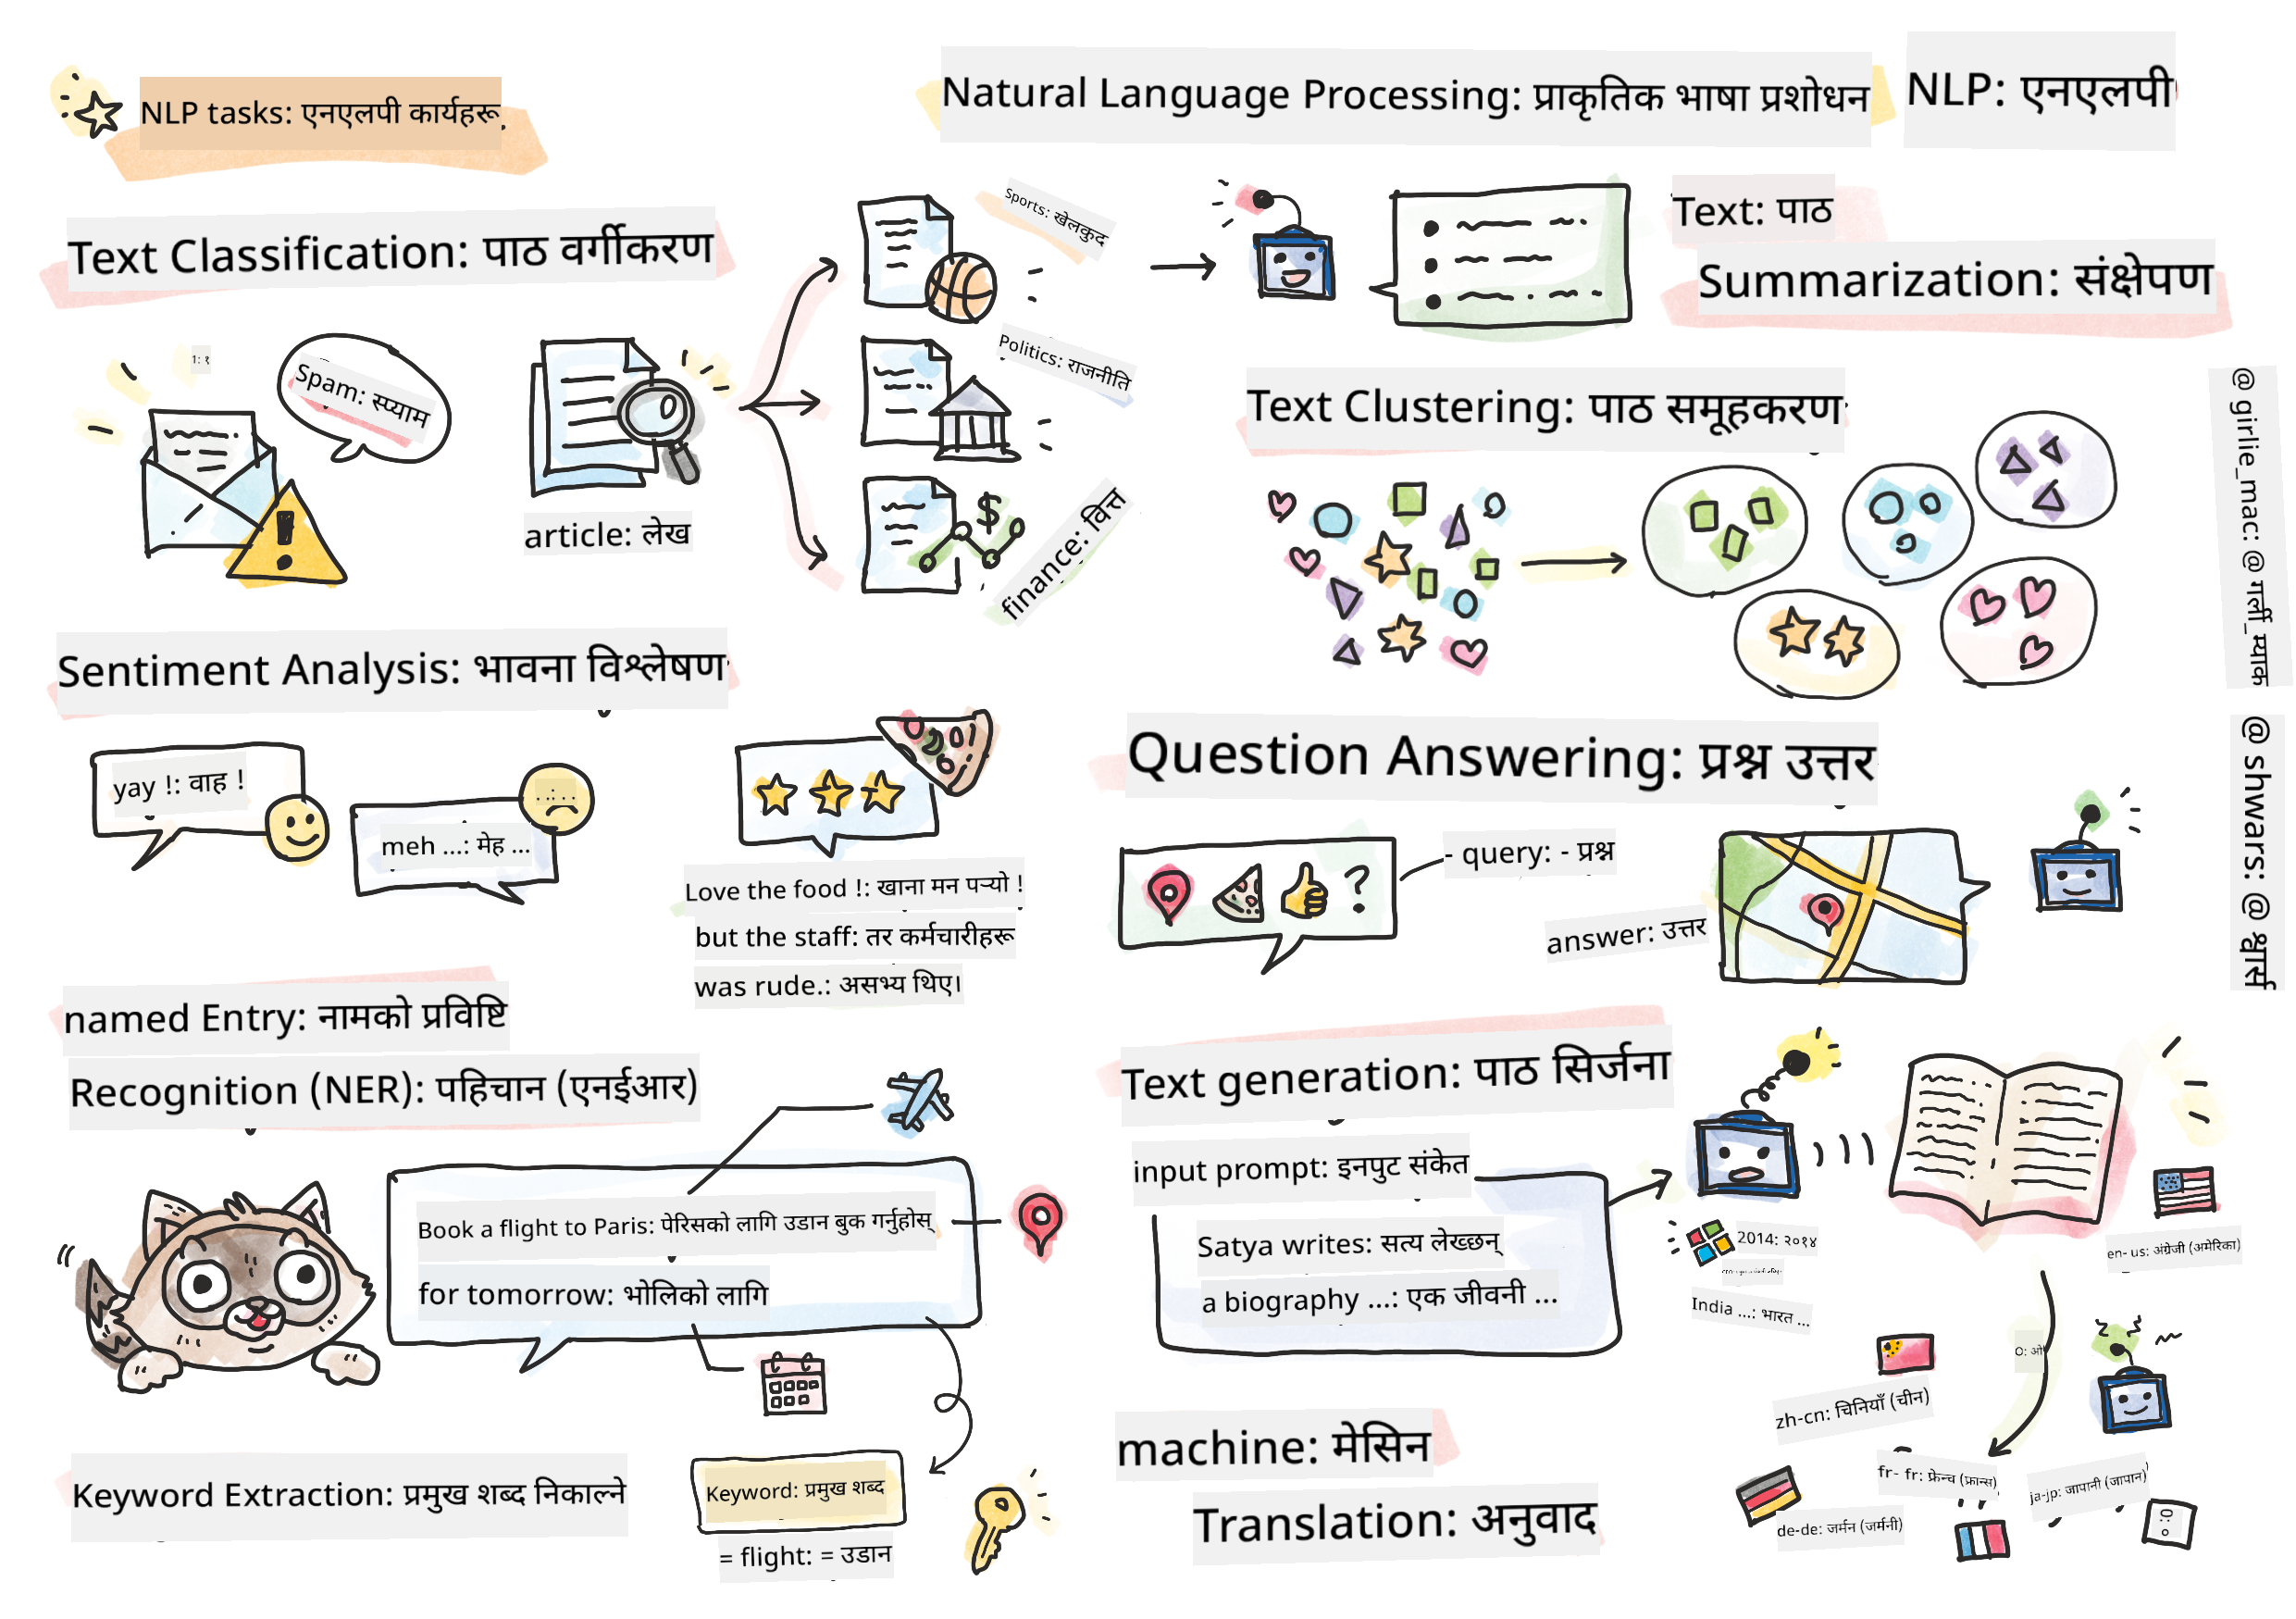 NLP tasks: एनएलपी कार्यहरू
Natural Language Processing: प्राकृतिक भाषा प्रशोधन
NLP: एनएलपी
Text Classification: पाठ वर्गीकरण
1: १
Spam: स्प्याम
article: लेख
Sports: खेलकुद
Politics: राजनीति
finance: वित्त
Text: पाठ
Summarization: संक्षेपण
Text Clustering: पाठ समूहकरण
@ girlie_mac: @ गर्ली_म्याक
@ shwars: @ श्वार्स
Sentiment Analysis: भावना विश्लेषण
yay !: वाह !
meh ...: मेह ...
Love the food !: खाना मन पर्‍यो !
but the staff: तर कर्मचारीहरू
was rude.: असभ्य थिए।
Question Answering: प्रश्न उत्तर
- query: - प्रश्न
answer: उत्तर
named Entry: नामको प्रविष्टि
Recognition (NER): पहिचान (एनईआर)
Book a flight to Paris: पेरिसको लागि उडान बुक गर्नुहोस्
for tomorrow: भोलिको लागि
Keyword Extraction: प्रमुख शब्द निकाल्ने
Keyword: प्रमुख शब्द
= flight: = उडान
Text generation: पाठ सिर्जना
input prompt: इनपुट संकेत
Satya writes: सत्य लेख्छन्
a biography ...: एक जीवनी ...
2014: २०१४
India ...: भारत ...
machine: मेसिन
Translation: अनुवाद
en- us: अंग्रेजी (अमेरिका)
O: ओ
zh-cn: चिनियाँ (चीन)
fr- fr: फ्रेन्च (फ्रान्स)
ja-jp: जापानी (जापान)
de-de: जर्मन (जर्मनी)